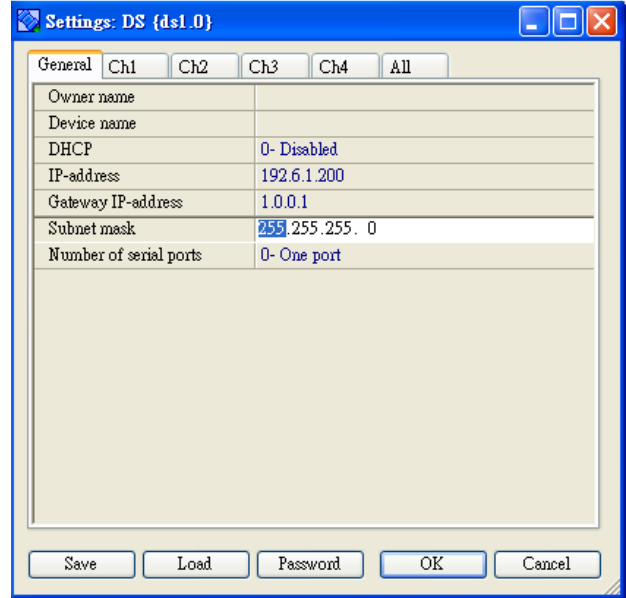 Settings: DS {ds1.0}
General Ch1 Ch2 Ch3 Ch4 All
Owner name
Device name
DHCP 0- Disabled
IP-address 192.6.1.200
Gateway IP-address 1.0.0.1
Subnet mask 255.255.255. 0
Number of serial ports 0- One port
Save Load Password OK Cancel